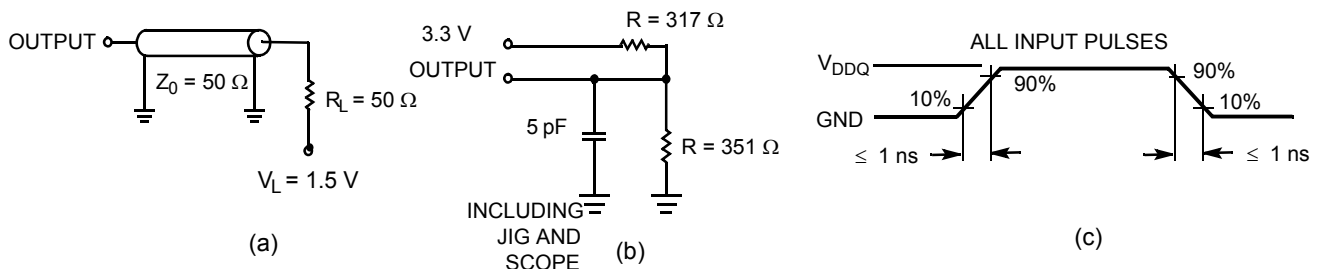 OUTPUT
Z0 = 50 Ω
RL = 50 Ω
VL = 1.5 V
(a)
R = 317 Ω
3.3 V
OUTPUT
5 pF
R = 351 Ω
INCLUDING
JIG AND
SCOPE
(b)
ALL INPUT PULSES
VDDQ
GND
10%
90%
90%
10%
≤ 1 ns
≤ 1 ns
(c)